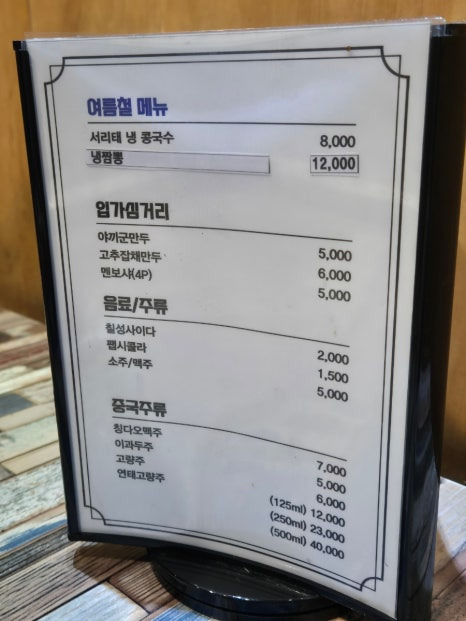 여름철 메뉴
서리태 냉 콩국수 8,000
냉짬뽕 12,000
입가심거리
야끼군만두 5,000
고추잡채만두 6,000
멘보샤(4P) 5,000
음료/주류
칠성사이다 2,000
펩시콜라 1,500
소주/맥주 5,000
중국주류
칭다오맥주 7,000
이과두주 5,000
고량주 6,000
연태고량주 (125ml) 12,000
(250ml) 23,000
(500ml) 40,000